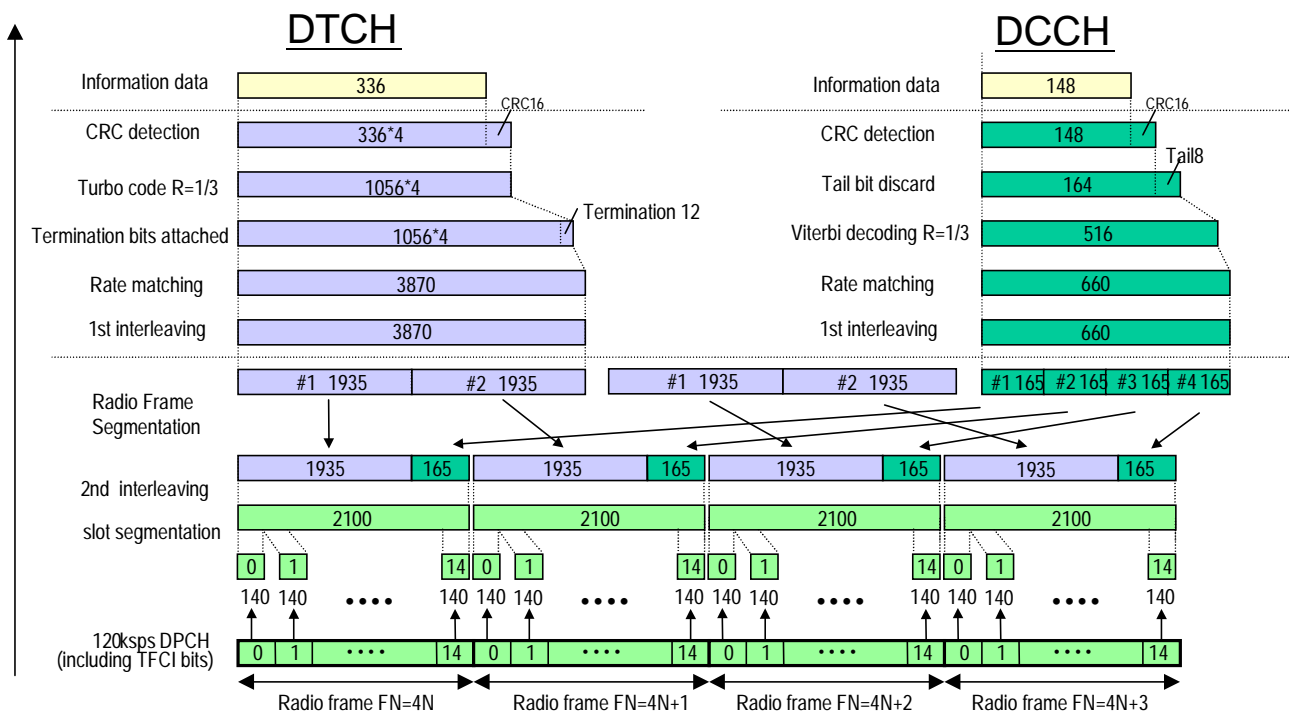 DTCH DCCH
Information data 336 Information data 148
CRC16 CRC16
CRC detection 336*4 CRC detection 148
Tail8
Turbo code R=1/3 1056*4 Tail bit discard 164
Termination 12
Termination bits attached 1056*4 Viterbi decoding R=1/3 516
Rate matching 3870 Rate matching 660
1st interleaving 3870 1st interleaving 660
#1 1935 #2 1935 #1 1935 #2 1935 #1 165 #2 165 #3 165 #4 165
Radio Frame
Segmentation
1935 165 1935 165 1935 165 1935 165
2nd interleaving
2100 2100 2100 2100
slot segmentation
0 1 14 0 1 14 0 1 14 0 1 14
140 140 •••• 140 140 140 •••• 140 140 140 •••• 140 140 140 •••• 140
120ksps DPCH
(including TFCI bits)
0 1 •••• 14 0 1 •••• 14 0 1 •••• 14 0 1 •••• 14
Radio frame FN=4N Radio frame FN=4N+1 Radio frame FN=4N+2 Radio frame FN=4N+3